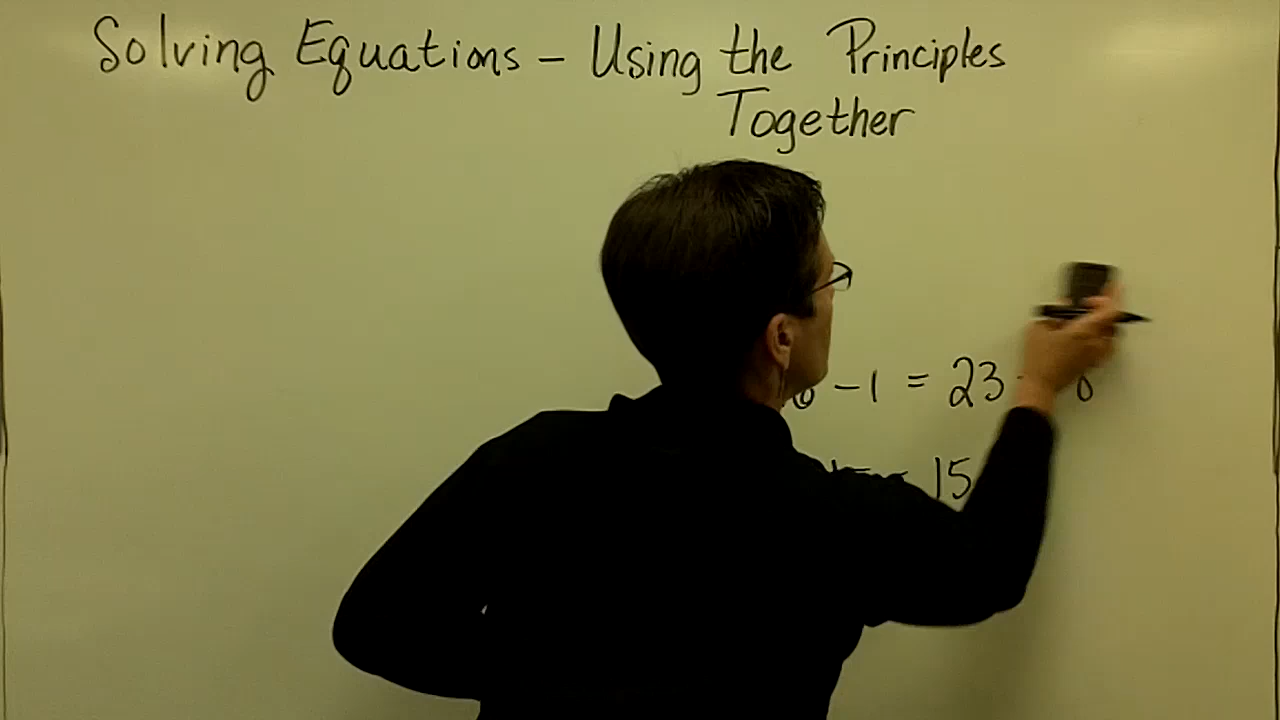 Solving Equations - Using the Principles
Together
- 1 = 23
= 15